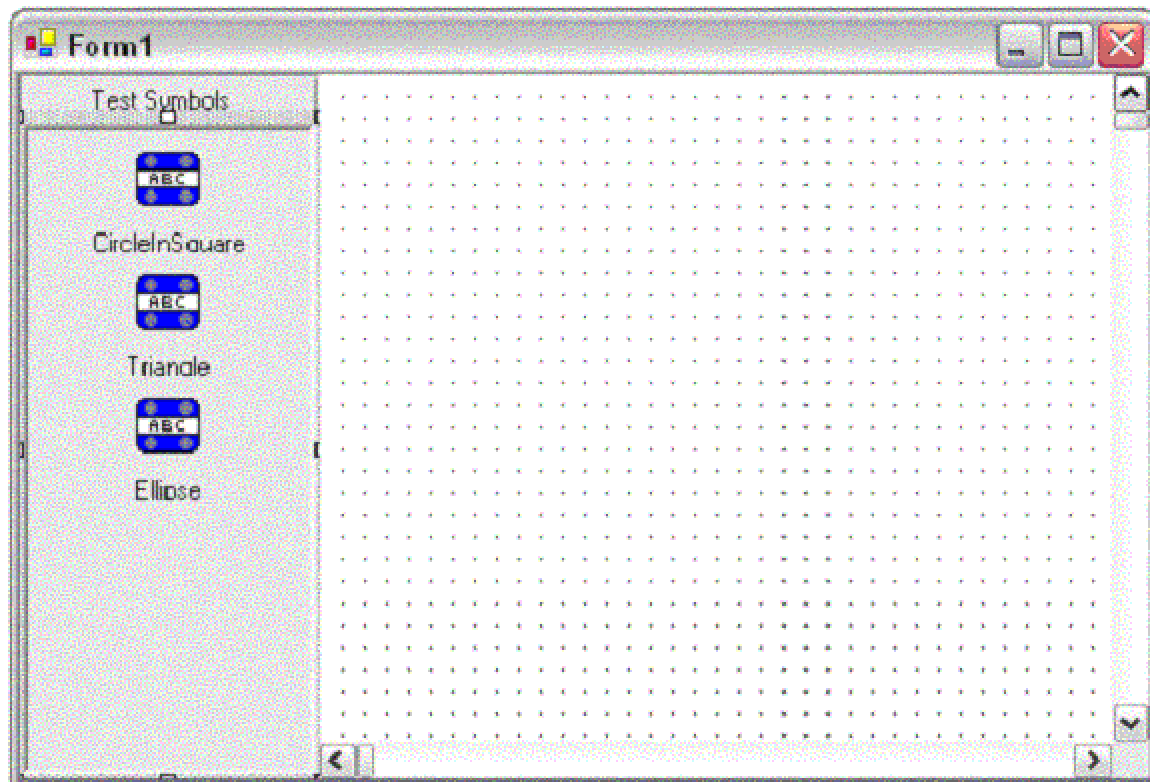 Form1
Test Symbols
ABC
CircleInSquare
ABC
Triangle
ABC
Ellipse